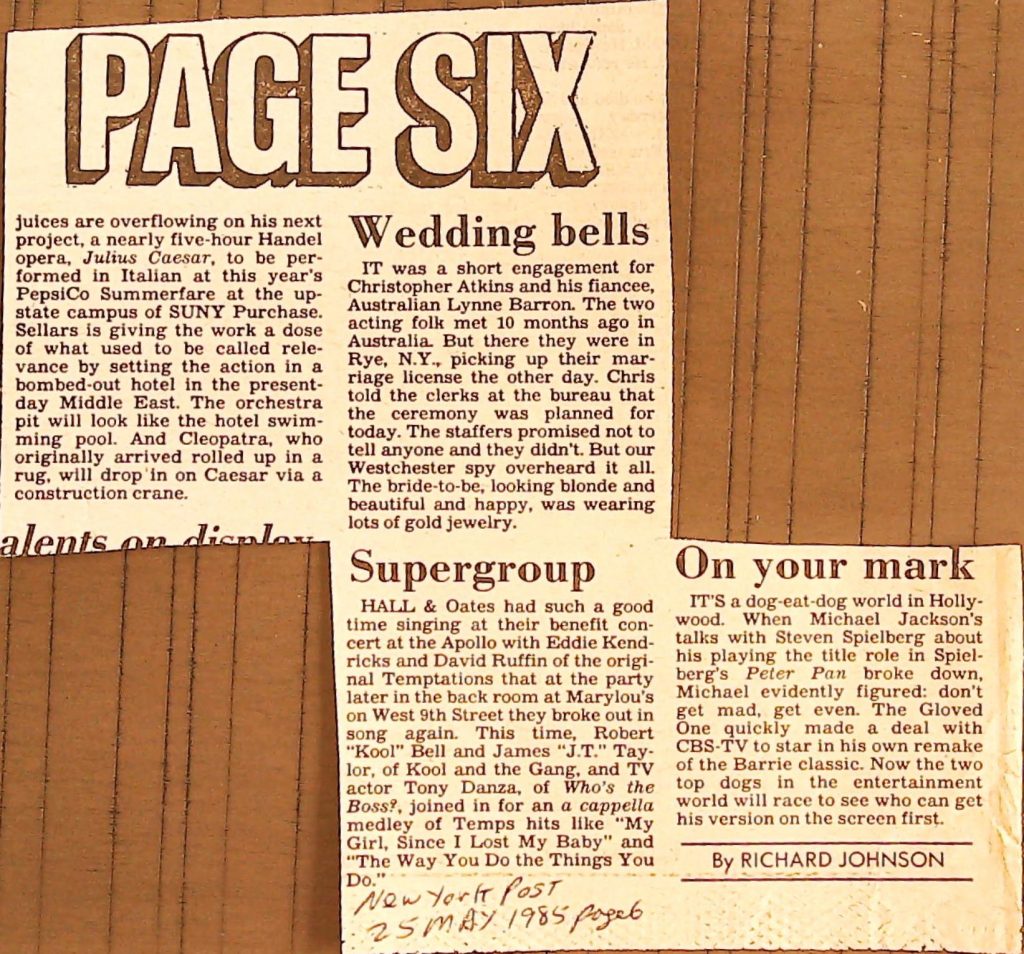 PAGE SIX
juices are overflowing on his next
project, a nearly five-hour Handel
opera, Julius Caesar, to be per-
formed in Italian at this year's
PepsiCo Summerfare at the up-
state campus of SUNY Purchase.
Sellars is giving the work a dose
of what used to be called rele-
vance by setting the action in a
bombed-out hotel in the present-
day Middle East. The orchestra
pit will look like the hotel swim-
ming pool. And Cleopatra, who
originally arrived rolled up in a
rug, will drop in on Caesar via a
construction crane.
alents on display
Wedding bells
IT was a short engagement for
Christopher Atkins and his fiancee,
Australian Lynne Barron. The two
acting folk met 10 months ago in
Australia. But there they were in
Rye, N.Y., picking up their mar-
riage license the other day. Chris
told the clerks at the bureau that
the ceremony was planned for
today. The staffers promised not to
tell anyone and they didn't. But our
Westchester spy overheard it all.
The bride-to-be, looking blonde and
beautiful and happy, was wearing
lots of gold jewelry.
Supergroup
HALL & Oates had such a good
time singing at their benefit con-
cert at the Apollo with Eddie Kend-
ricks and David Ruffin of the origi-
nal Temptations that at the party
later in the back room at Marylou's
on West 9th Street they broke out in
song again. This time, Robert
"Kool" Bell and James "J.T." Tay-
lor, of Kool and the Gang, and TV
actor Tony Danza, of Who's the
Boss?, joined in for an a cappella
medley of Temps hits like "My
Girl, Since I Lost My Baby" and
"The Way You Do the Things You
Do."
New York Post
25 MAY 1985 page 6
On your mark
IT'S a dog-eat-dog world in Holly-
wood. When Michael Jackson's
talks with Steven Spielberg about
his playing the title role in Spiel-
berg's Peter Pan broke down,
Michael evidently figured: don't
get mad, get even. The Gloved
One quickly made a deal with
CBS-TV to star in his own remake
of the Barrie classic. Now the two
top dogs in the entertainment
world will race to see who can get
his version on the screen first.
By RICHARD JOHNSON